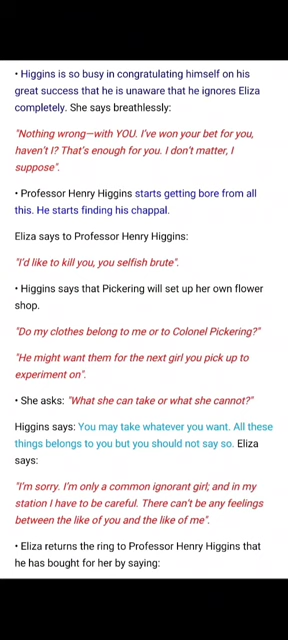 • Higgins is so busy in congratulating himself on his
great success that he is unaware that he ignores Eliza
completely. She says breathlessly:
"Nothing wrong—with YOU. I've won your bet for you,
haven't I? That's enough for you. I don't matter, I
suppose".
• Professor Henry Higgins starts getting bore from all
this. He starts finding his chappal.
Eliza says to Professor Henry Higgins:
"I'd like to kill you, you selfish brute".
• Higgins says that Pickering will set up her own flower
shop.
"Do my clothes belong to me or to Colonel Pickering?"
"He might want them for the next girl you pick up to
experiment on".
• She asks: "What she can take or what she cannot?"
Higgins says: You may take whatever you want. All these
things belongs to you but you should not say so. Eliza
says:
"I'm sorry. I'm only a common ignorant girl; and in my
station I have to be careful. There can't be any feelings
between the like of you and the like of me".
• Eliza returns the ring to Professor Henry Higgins that
he has bought for her by saying: